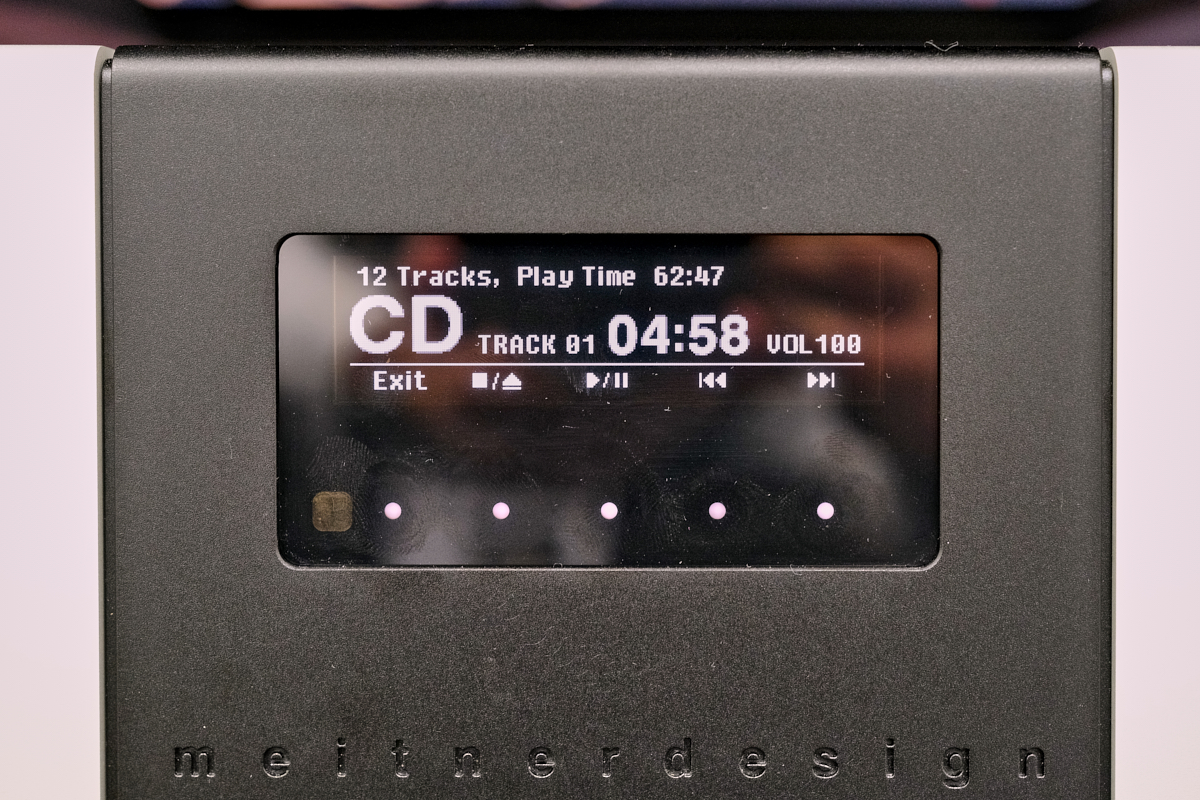 12 Tracks, Play Time 62:47
CD TRACK 01 04:58 VOL100
Exit ■/⏏ ▶/II ⏮ ⏭
meitnerdesign